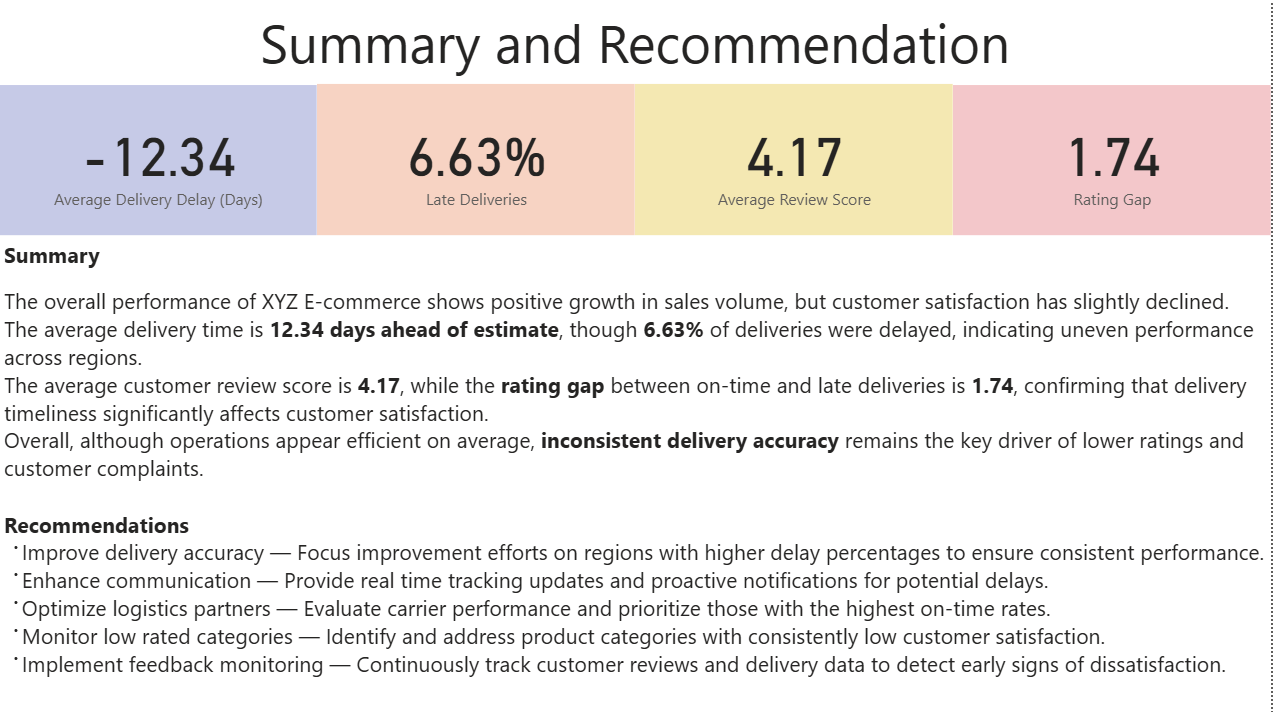 Summary and Recommendation
-12.34
Average Delivery Delay (Days)
6.63%
Late Deliveries
4.17
Average Review Score
1.74
Rating Gap
Summary
The overall performance of XYZ E-commerce shows positive growth in sales volume, but customer satisfaction has slightly declined.
The average delivery time is 12.34 days ahead of estimate, though 6.63% of deliveries were delayed, indicating uneven performance
across regions.
The average customer review score is 4.17, while the rating gap between on-time and late deliveries is 1.74, confirming that delivery
timeliness significantly affects customer satisfaction.
Overall, although operations appear efficient on average, inconsistent delivery accuracy remains the key driver of lower ratings and
customer complaints.
Recommendations
· Improve delivery accuracy — Focus improvement efforts on regions with higher delay percentages to ensure consistent performance.
· Enhance communication — Provide real time tracking updates and proactive notifications for potential delays.
· Optimize logistics partners — Evaluate carrier performance and prioritize those with the highest on-time rates.
· Monitor low rated categories — Identify and address product categories with consistently low customer satisfaction.
· Implement feedback monitoring — Continuously track customer reviews and delivery data to detect early signs of dissatisfaction.